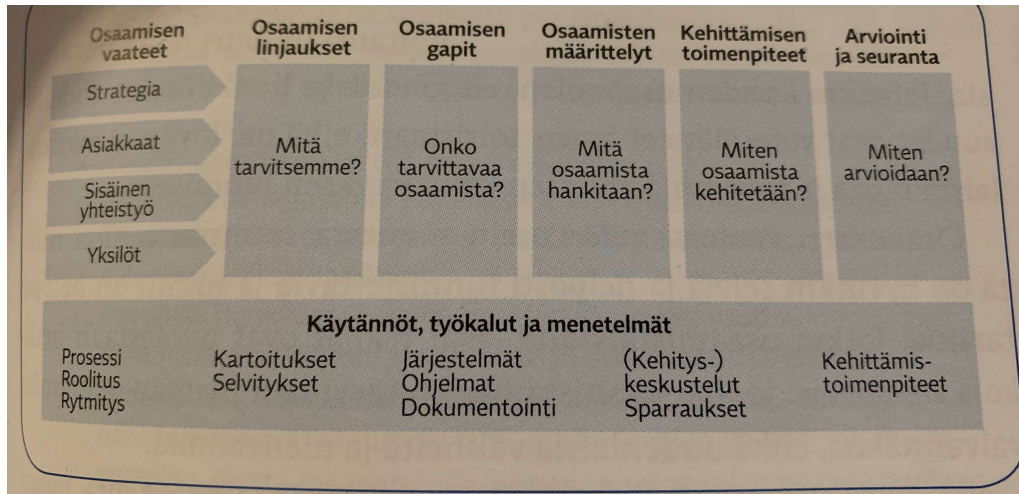 Osaamisen
vaateet
Osaamisen
linjaukset
Osaamisen
gapit
Osaamisten
määrittelyt
Kehittämisen
toimenpiteet
Arviointi
ja seuranta
Strategia
Asiakkaat
Sisäinen
yhteistyö
Yksilöt
Mitä
tarvitsemme?
Onko
tarvittavaa
osaamista?
Mitä
osaamista
hankitaan?
Miten
osaamista
kehitetään?
Miten
arvioidaan?
Käytännöt, työkalut ja menetelmät
Prosessi
Roolitus
Rytmitys
Kartoitukset
Selvitykset
Järjestelmät
Ohjelmat
Dokumentointi
(Kehitys-)
keskustelut
Sparraukset
Kehittämis-
toimenpiteet